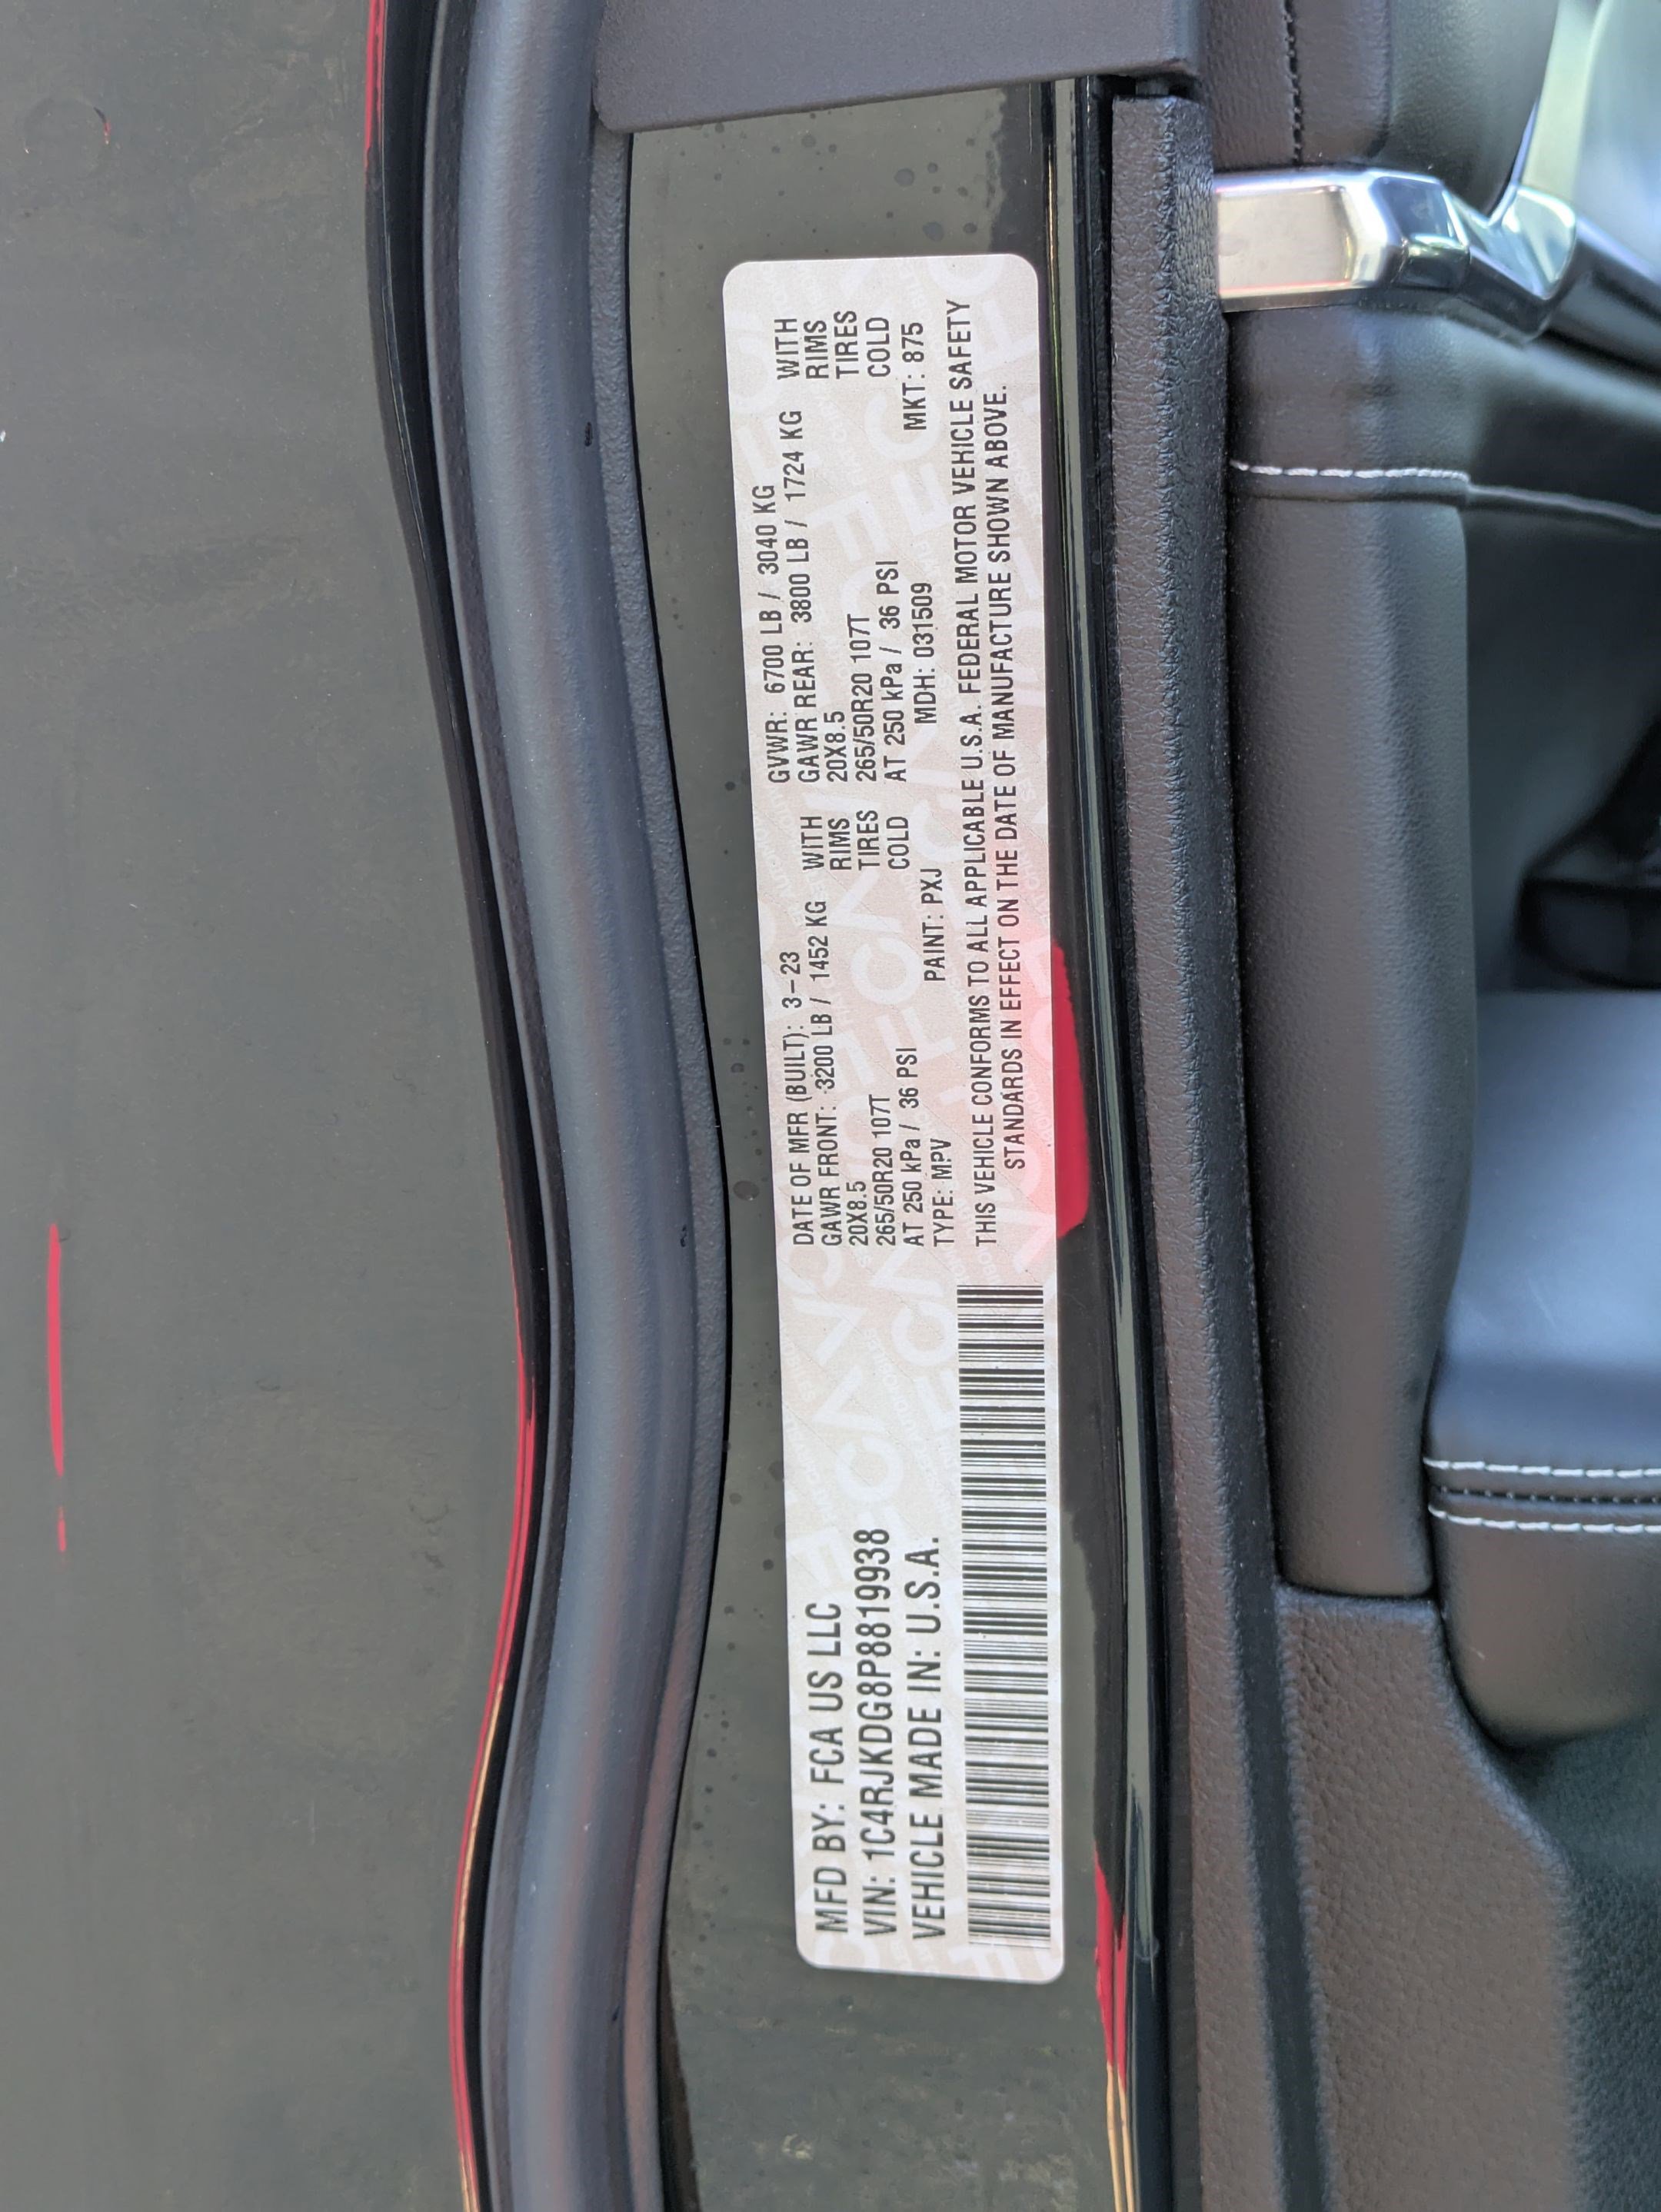 MFD BY: FCA US LLC
VIN: 1C4RJKDG8P8819938
VEHICLE MADE IN: U.S.A.
DATE OF MFR (BUILT): 3-23 GVWR: 6700 LB / 3040 KG
GAWR FRONT: 3200 LB / 1452 KG WITH GAWR REAR: 3800 LB / 1724 KG WITH
20X8.5 RIMS 20X8.5 RIMS
265/50R20 107T TIRES 265/50R20 107T TIRES
AT 250 kPa / 36 PSI COLD AT 250 kPa / 36 PSI COLD
TYPE: MPV PAINT: PXJ MDH: 031509 MKT: 875
THIS VEHICLE CONFORMS TO ALL APPLICABLE U.S.A. FEDERAL MOTOR VEHICLE SAFETY
STANDARDS IN EFFECT ON THE DATE OF MANUFACTURE SHOWN ABOVE.